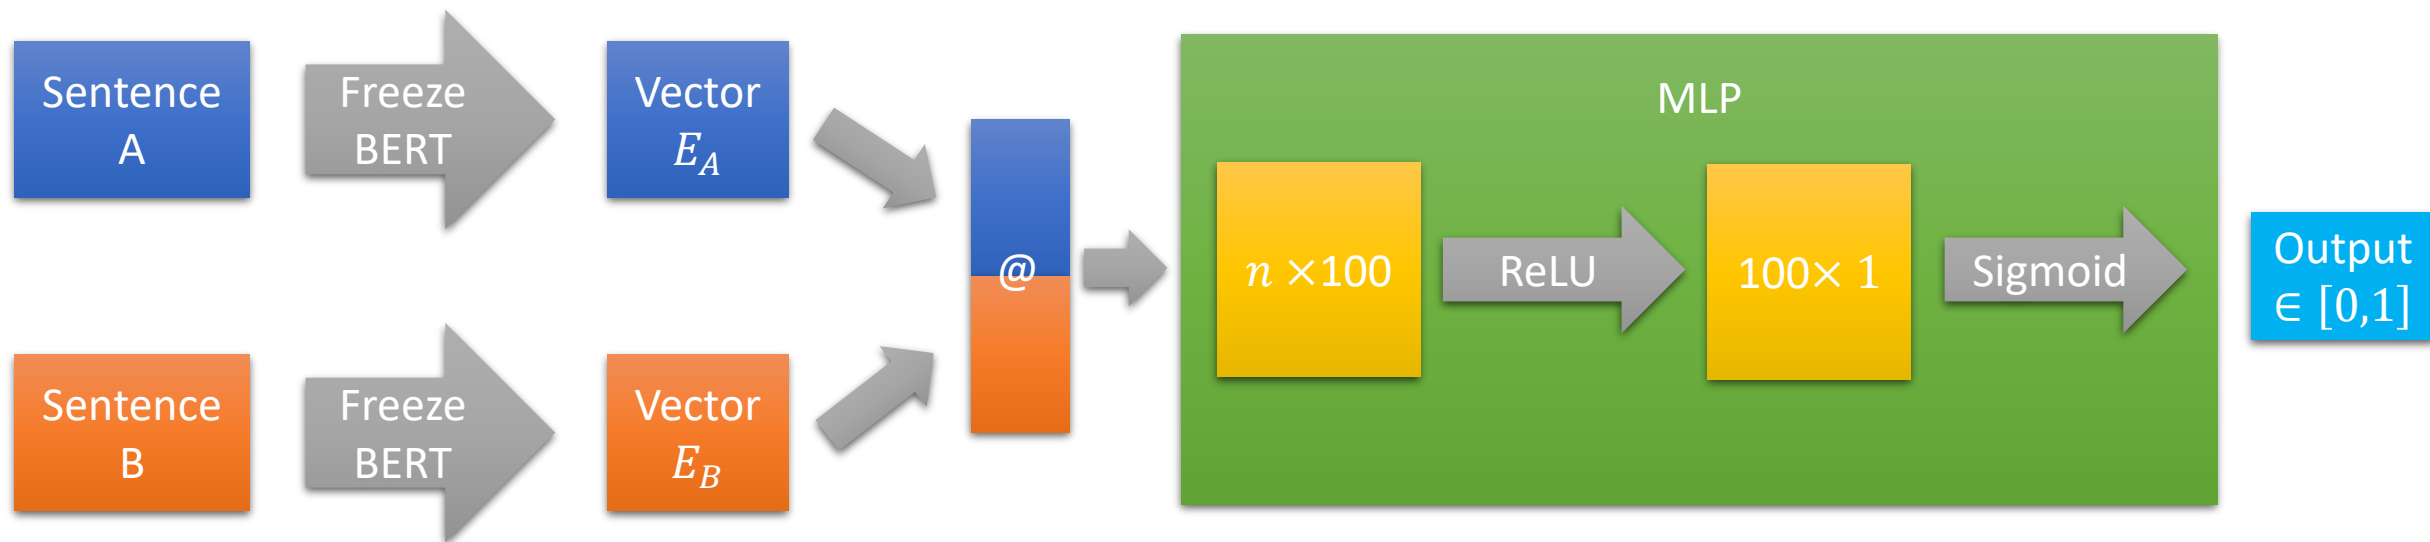 Sentence
A
Freeze
BERT
Vector
E_A
Sentence
B
Freeze
BERT
Vector
E_B
@
MLP
n ×100
ReLU
100× 1
Sigmoid
Output
∈ [0,1]